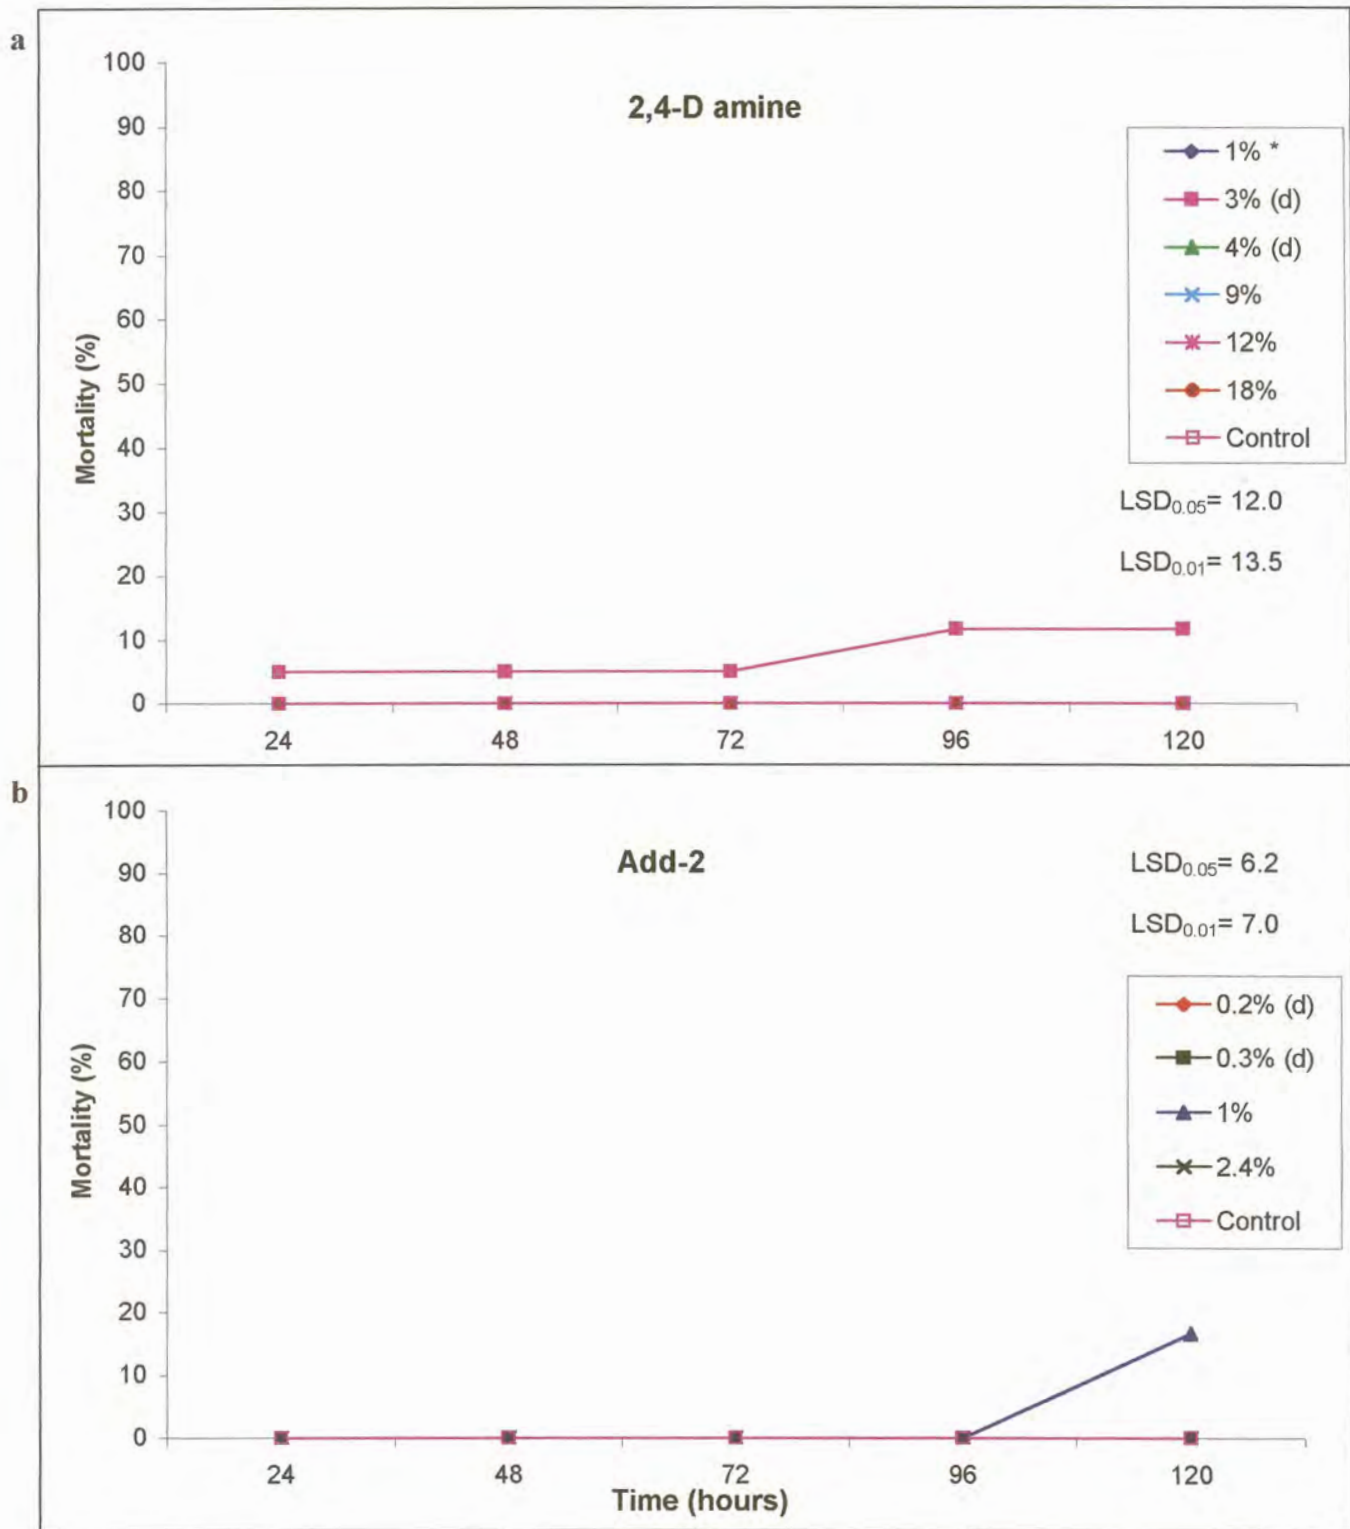 a
2,4-D amine
Mortality (%)
100
90
80
70
60
50
40
30
20
10
0
24 48 72 96 120
1% *
3% (d)
4% (d)
9%
12%
18%
Control
LSD0.05= 12.0
LSD0.01= 13.5
b
Add-2
Mortality (%)
100
90
80
70
60
50
40
30
20
10
0
24 48 72 96 120
Time (hours)
LSD0.05= 6.2
LSD0.01= 7.0
0.2% (d)
0.3% (d)
1%
2.4%
Control